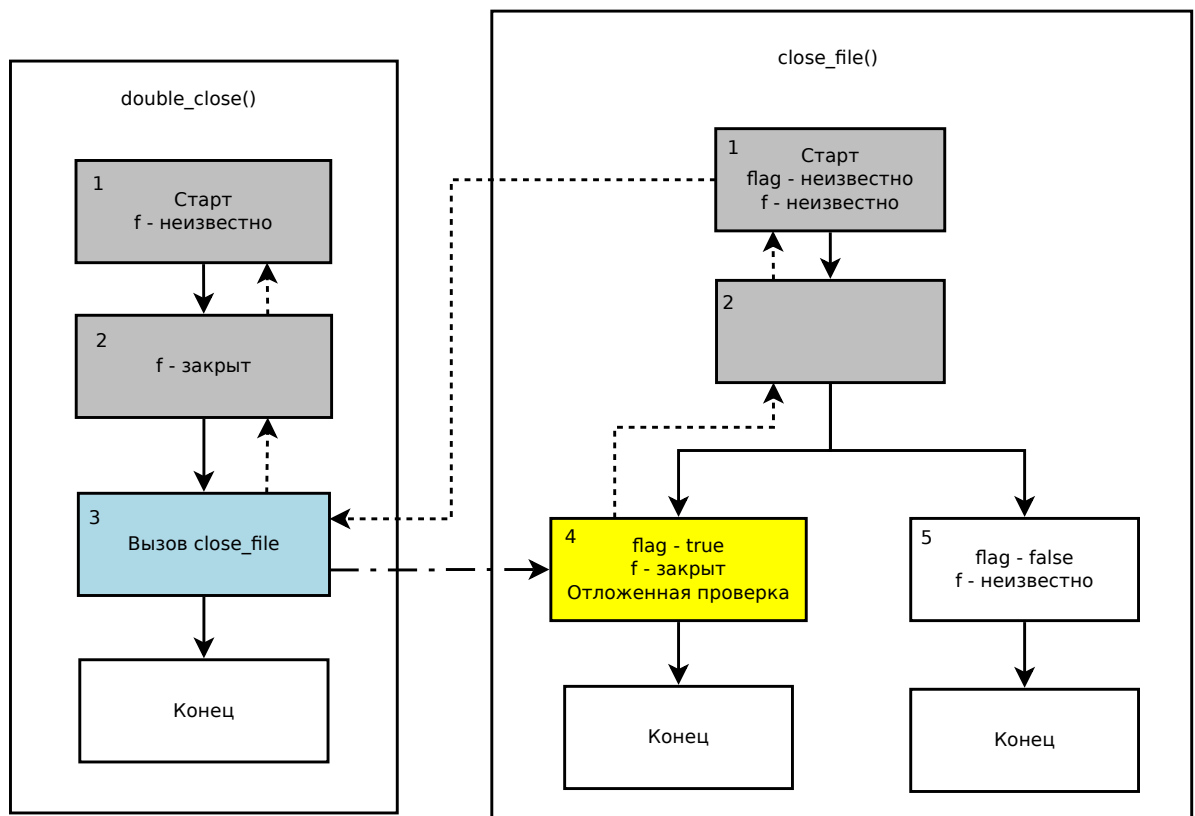 double_close()
1
Старт
f - неизвестно
2
f - закрыт
3
Вызов close_file
Конец
close_file()
1
Старт
flag - неизвестно
f - неизвестно
2
4
flag - true
f - закрыт
Отложенная проверка
5
flag - false
f - неизвестно
Конец
Конец